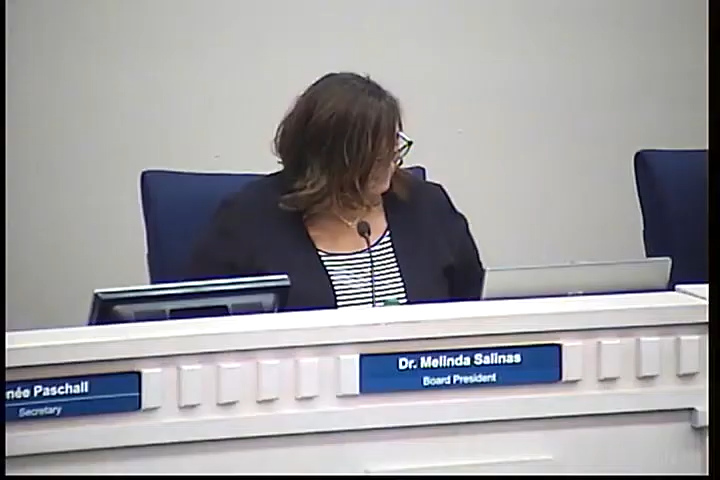 née Paschall
Secretary
Dr. Melinda Salinas
Board President